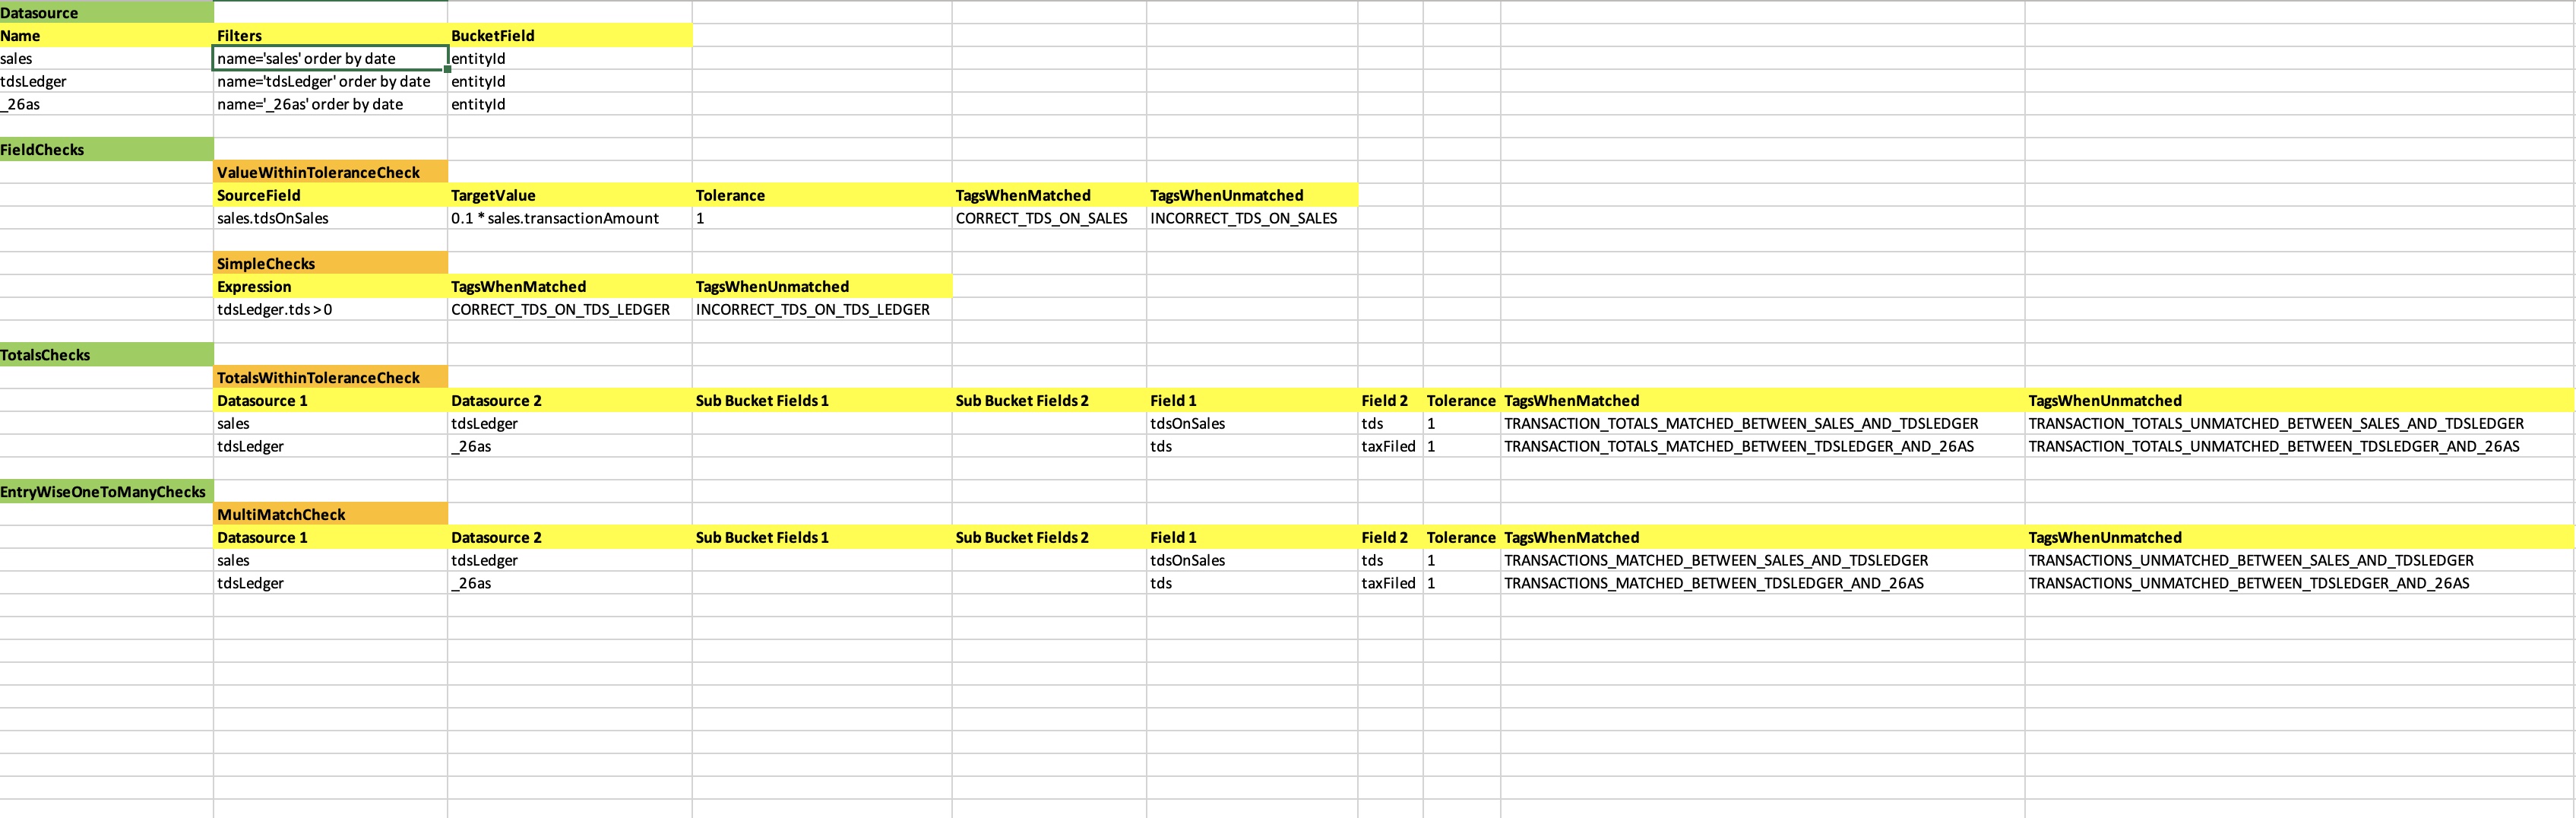 Datasource
Name Filters BucketField
sales name='sales' order by date entityId
tdsLedger name='tdsLedger' order by date entityId
_26as name='_26as' order by date entityId
FieldChecks
ValueWithinToleranceCheck
SourceField TargetValue Tolerance TagsWhenMatched TagsWhenUnmatched
sales.tdsOnSales 0.1 * sales.transactionAmount 1 CORRECT_TDS_ON_SALES INCORRECT_TDS_ON_SALES
SimpleChecks
Expression TagsWhenMatched TagsWhenUnmatched
tdsLedger.tds > 0 CORRECT_TDS_ON_TDS_LEDGER INCORRECT_TDS_ON_TDS_LEDGER
TotalsChecks
TotalsWithinToleranceCheck
Datasource 1 Datasource 2 Sub Bucket Fields 1 Sub Bucket Fields 2 Field 1 Field 2 Tolerance TagsWhenMatched TagsWhenUnmatched
sales tdsLedger tdsOnSales tds 1 TRANSACTION_TOTALS_MATCHED_BETWEEN_SALES_AND_TDSLEDGER TRANSACTION_TOTALS_UNMATCHED_BETWEEN_SALES_AND_TDSLEDGER
tdsLedger _26as tds taxFiled 1 TRANSACTION_TOTALS_MATCHED_BETWEEN_TDSLEDGER_AND_26AS TRANSACTION_TOTALS_UNMATCHED_BETWEEN_TDSLEDGER_AND_26AS
EntryWiseOneToManyChecks
MultiMatchCheck
Datasource 1 Datasource 2 Sub Bucket Fields 1 Sub Bucket Fields 2 Field 1 Field 2 Tolerance TagsWhenMatched TagsWhenUnmatched
sales tdsLedger tdsOnSales tds 1 TRANSACTIONS_MATCHED_BETWEEN_SALES_AND_TDSLEDGER TRANSACTIONS_UNMATCHED_BETWEEN_SALES_AND_TDSLEDGER
tdsLedger _26as tds taxFiled 1 TRANSACTIONS_MATCHED_BETWEEN_TDSLEDGER_AND_26AS TRANSACTIONS_UNMATCHED_BETWEEN_TDSLEDGER_AND_26AS